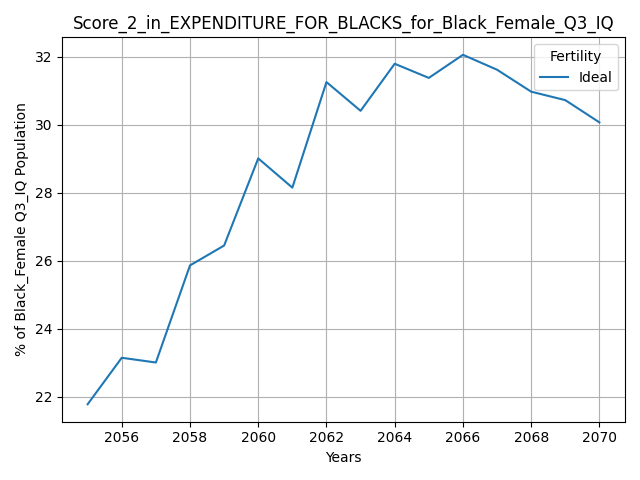 Score_2_in_EXPENDITURE_FOR_BLACKS_for_Black_Female_Q3_IQ
Fertility
Ideal
% of Black_Female Q3_IQ Population
32
30
28
26
24
22
2056 2058 2060 2062 2064 2066 2068 2070
Years